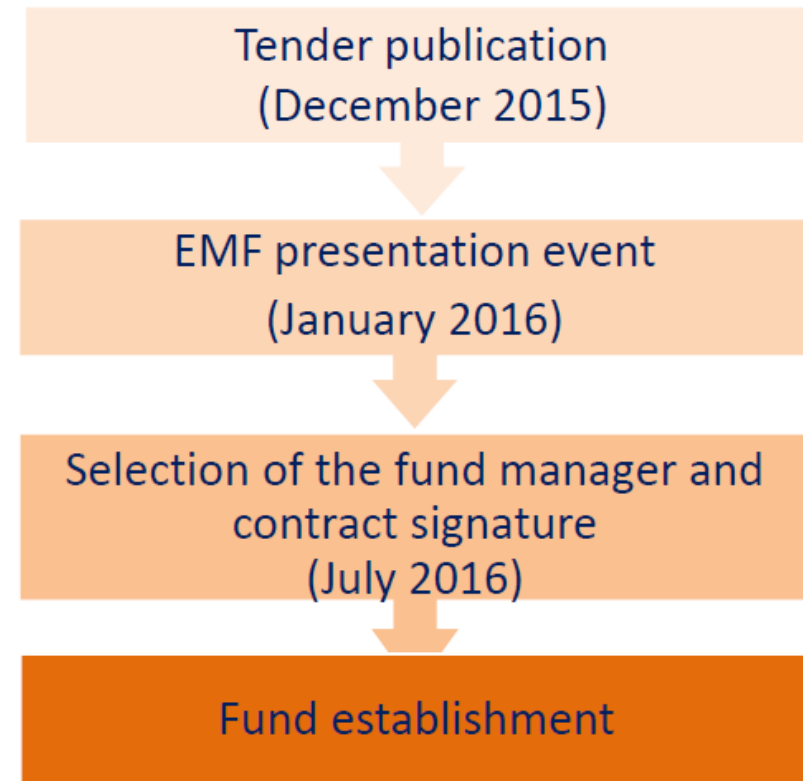 Tender publication
(December 2015)
EMF presentation event
(January 2016)
Selection of the fund manager and
contract signature
(July 2016)
Fund establishment